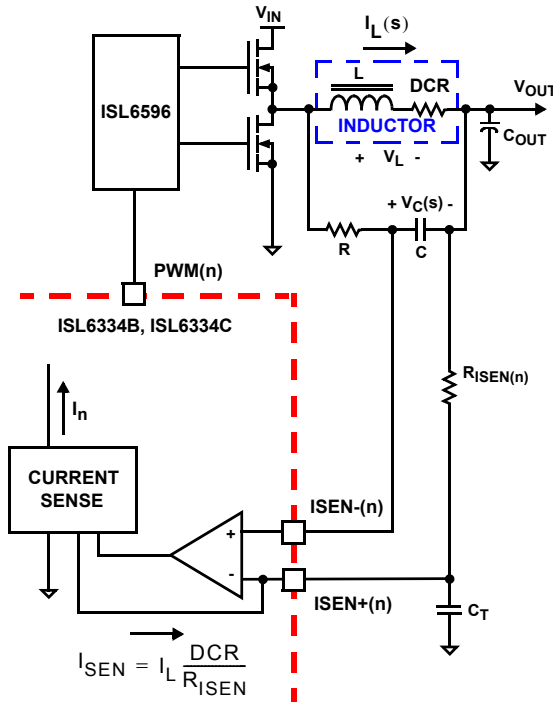 V_IN
I_L(s)
ISL6596
L
DCR
INDUCTOR
V_OUT
C_OUT
+ V_L -
+ V_C(s) -
R
C
PWM(n)
ISL6334B, ISL6334C
R_ISEN(n)
I_n
CURRENT
SENSE
ISEN-(n)
+
-
ISEN+(n)
C_T
I_SEN = I_L DCR/R_ISEN